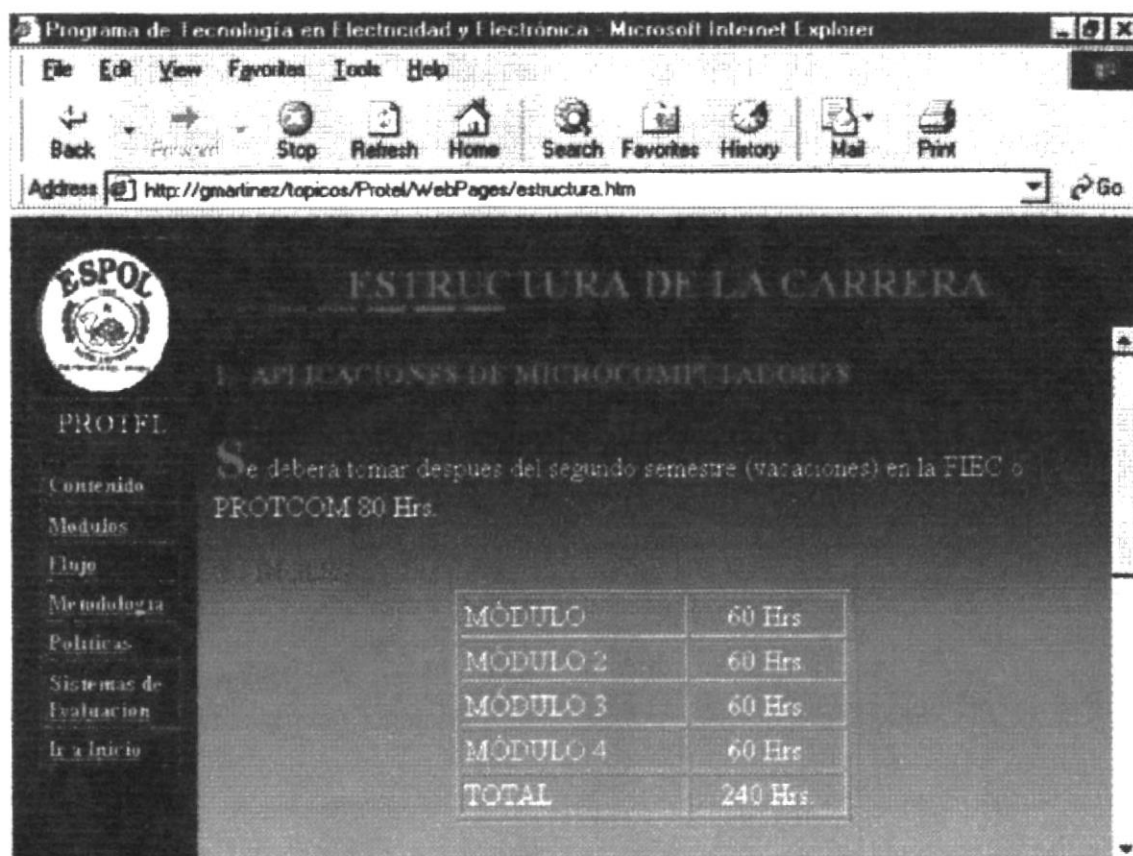 Programa de Tecnología en Electricidad y Electrónica - Microsoft Internet Explorer
File Edit View Favorites Tools Help
Back Forward Stop Refresh Home Search Favorites History Mail Print
Address http://gmartinez/topicos/Protel/WebPages/estructura.htm Go
ESPOL
ESTRUCTURA DE LA CARRERA
APLICACIONES DE MICROCOMPUTADORES
PROTEL
Se deberá tomar despues del segundo semestre (vacaciones) en la FIEC o
PROTCOM 80 Hrs.
Contenido
Modulos
Flujo
Metodologia
Politicas
Sistemas de
Evaluacion
Ir a Inicio
MÓDULO 60 Hrs
MÓDULO 2 60 Hrs.
MÓDULO 3 60 Hrs.
MÓDULO 4 60 Hrs.
TOTAL 240 Hrs.